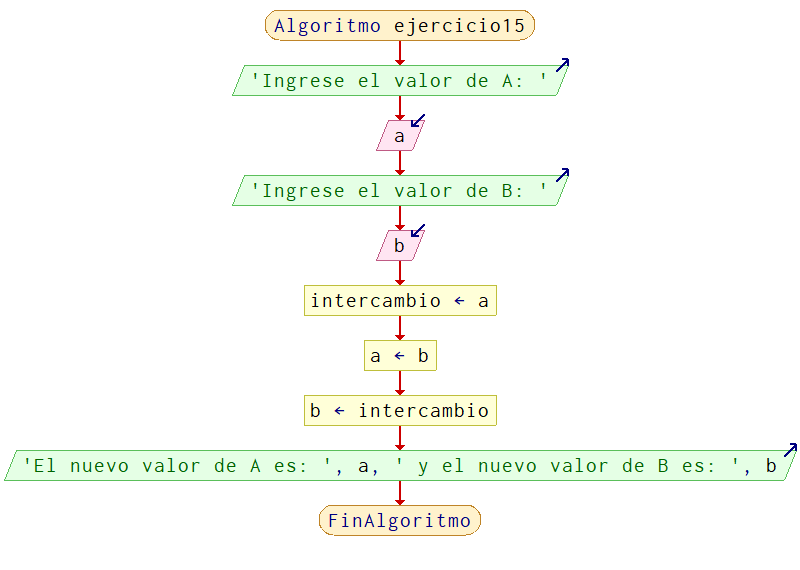 Algoritmo ejercicio15
'Ingrese el valor de A: '
a
'Ingrese el valor de B: '
b
intercambio ← a
a ← b
b ← intercambio
'El nuevo valor de A es: ', a, ' y el nuevo valor de B es: ', b
FinAlgoritmo